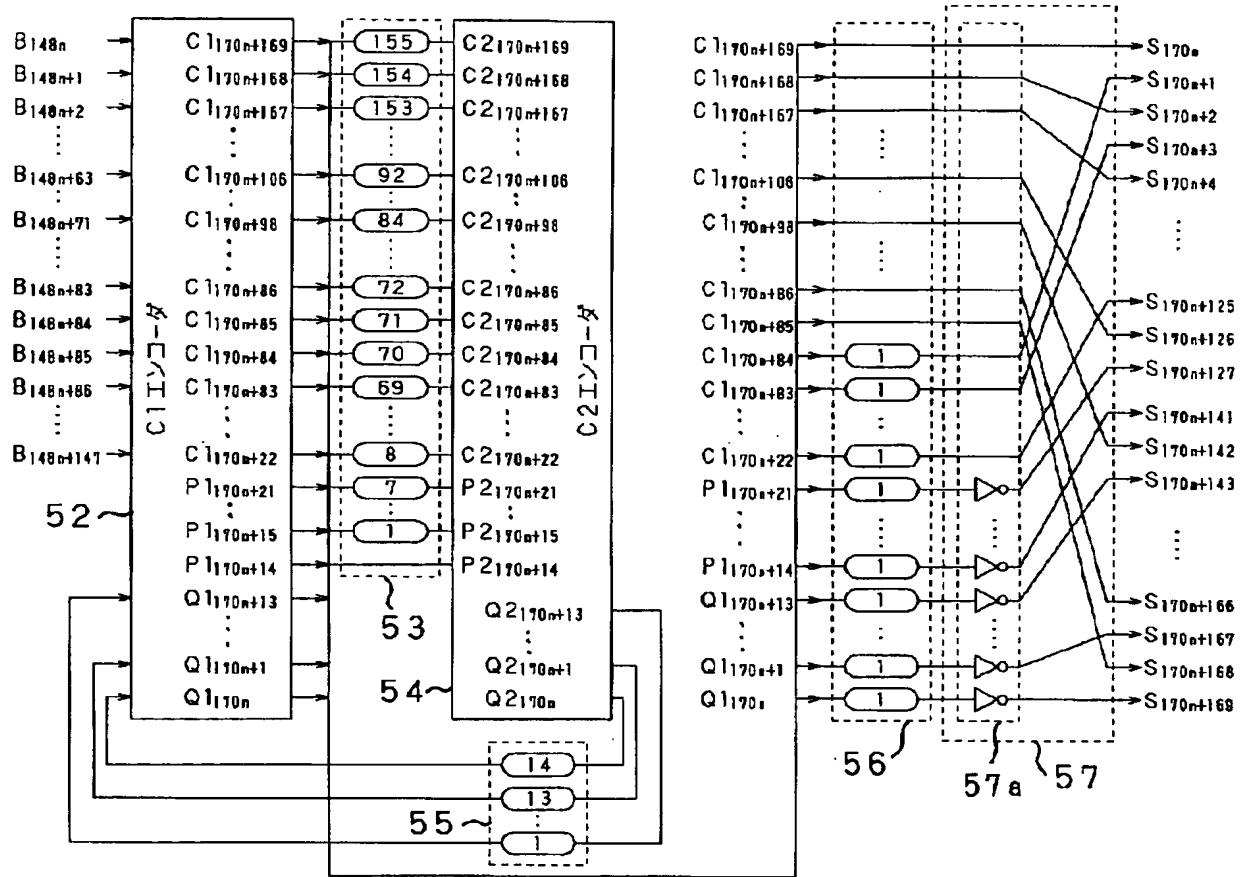 B148n
B148n+1
B148n+2
B148n+63
B148n+71
B148n+83
B148n+84
B148n+85
B148n+86
B148n+147
52
C1エンコーダ
C1170n+169
C1170n+168
C1170n+167
C1170n+106
C1170n+98
C1170n+86
C1170n+85
C1170n+84
C1170n+83
C1170n+22
P1170n+21
P1170n+15
P1170n+14
Q1170n+13
Q1170n+1
Q1170n
155
154
153
92
84
72
71
70
69
8
7
1
53
C2170n+169
C2170n+168
C2170n+167
C2170n+106
C2170n+98
C2170n+86
C2170n+85
C2170n+84
C2170n+83
C2170n+22
P2170n+21
P2170n+15
P2170n+14
Q2170n+13
Q2170n+1
Q2170n
C2エンコーダ
54
14
13
1
55
C1170n+169
C1170n+168
C1170n+167
C1170n+106
C1170n+98
C1170n+86
C1170n+85
C1170n+84
C1170n+83
C1170n+22
P1170n+21
P1170n+14
Q1170n+13
Q1170n+1
Q1170n
1
1
1
1
1
1
1
1
56
57a
57
S170n
S170n+1
S170n+2
S170n+3
S170n+4
S170n+125
S170n+126
S170n+127
S170n+141
S170n+142
S170n+143
S170n+166
S170n+167
S170n+168
S170n+169